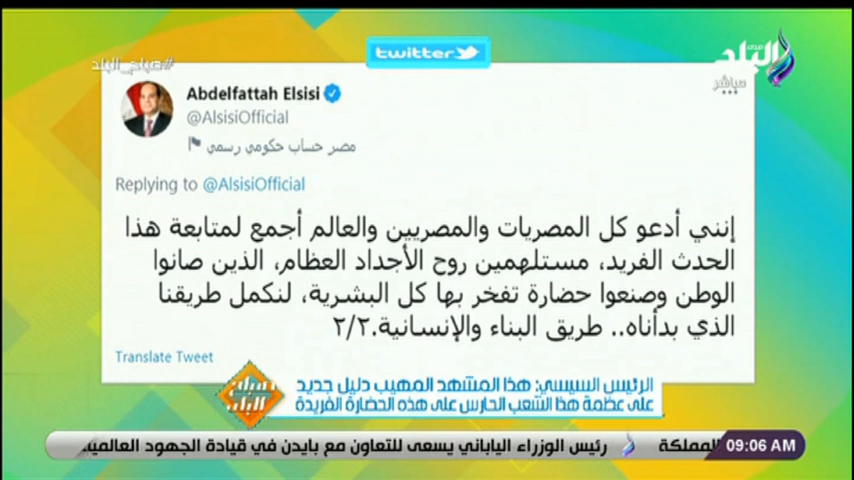 twitter
#صباح_البلد
صدى
البلد
مباشر
Abdelfattah Elsisi
@AlsisiOfficial
مصر حساب حكومي رسمي
Replying to @AlsisiOfficial
إنني أدعو كل المصريات والمصريين والعالم أجمع لمتابعة هذا
الحدث الفريد، مستلهمين روح الأجداد العظام، الذين صانوا
الوطن وصنعوا حضارة تفخر بها كل البشرية، لنكمل طريقنا
الذي بدأناه.. طريق البناء والإنسانية.٢/٢
Translate Tweet
صباح البلد
الرئيس السيسي: هذا المشهد المهيب دليل جديد
على عظمة هذا الشعب الحارس على هذه الحضارة الفريدة
المملكة رئيس الوزراء الياباني يسعى للتعاون مع بايدن في قيادة الجهود العالمية
09:06 AM